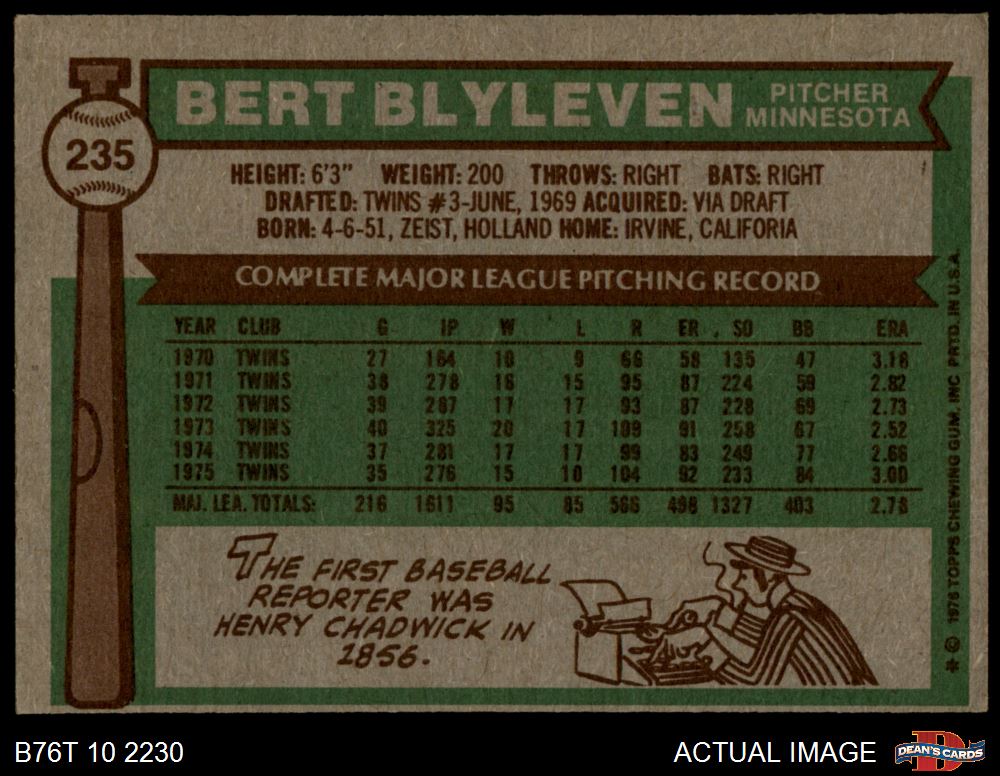 BERT BLYLEVEN PITCHER MINNESOTA
235
HEIGHT: 6'3" WEIGHT: 200 THROWS: RIGHT BATS: RIGHT
DRAFTED: TWINS #3-JUNE, 1969 ACQUIRED: VIA DRAFT
BORN: 4-6-51, ZEIST, HOLLAND HOME: IRVINE, CALIFORIA
COMPLETE MAJOR LEAGUE PITCHING RECORD
YEAR CLUB G IP W L R ER SO BB ERA
1970 TWINS 27 164 10 9 66 58 135 47 3.18
1971 TWINS 38 278 16 15 95 87 224 59 2.82
1972 TWINS 39 287 17 17 93 87 228 69 2.73
1973 TWINS 40 325 20 17 109 91 258 67 2.52
1974 TWINS 37 281 17 17 99 83 249 77 2.66
1975 TWINS 35 276 15 10 104 92 233 84 3.00
MAJ. LEA. TOTALS: 216 1611 95 85 566 498 1327 403 2.78
THE FIRST BASEBALL
REPORTER WAS
HENRY CHADWICK IN
1856.
* © 1976 TOPPS CHEWING GUM, INC. PRTD. IN U.S.A.
B76T 10 2230
ACTUAL IMAGE
D
DEAN'S CARDS